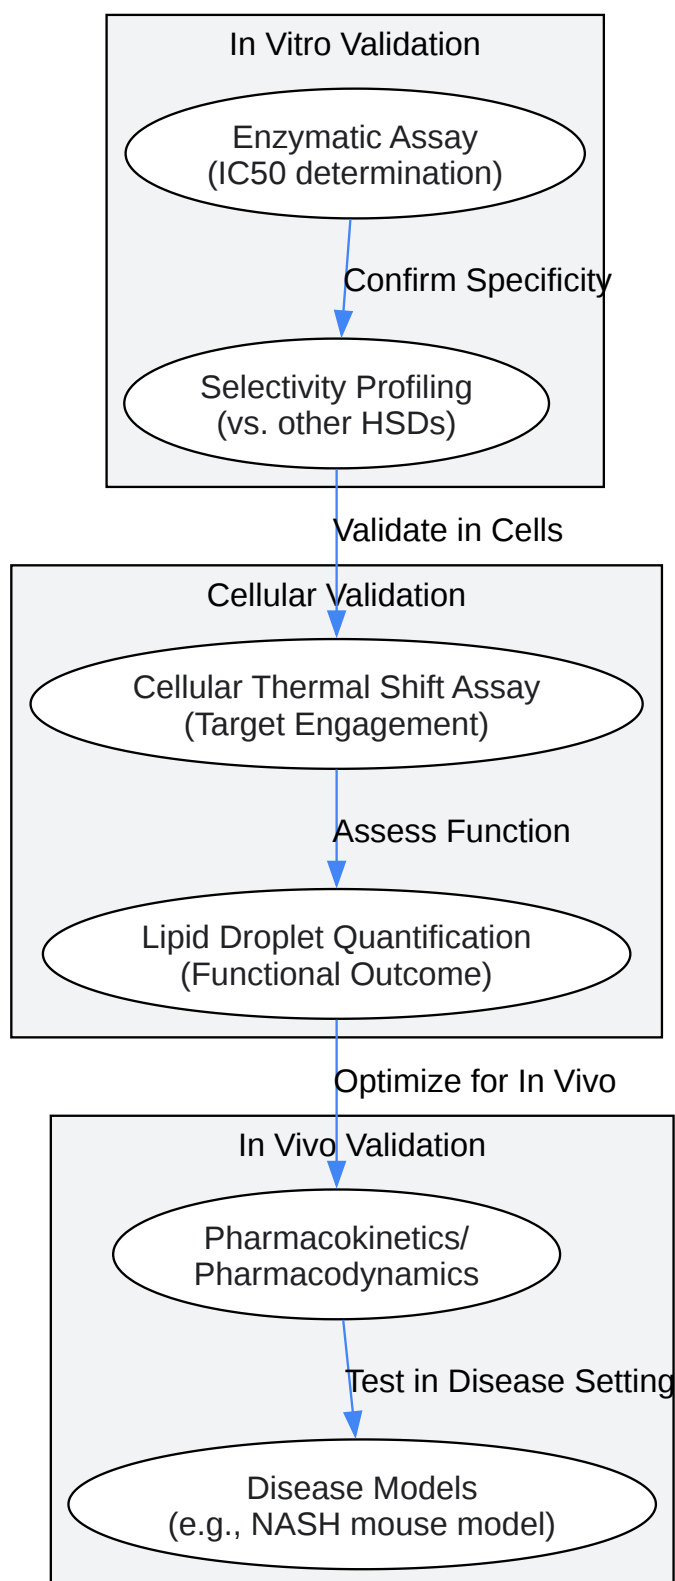 In Vitro Validation
Enzymatic Assay
(IC50 determination)
Confirm Specificity
Selectivity Profiling
(vs. other HSDs)
Validate in Cells
Cellular Validation
Cellular Thermal Shift Assay
(Target Engagement)
Assess Function
Lipid Droplet Quantification
(Functional Outcome)
Optimize for In Vivo
In Vivo Validation
Pharmacokinetics/
Pharmacodynamics
Test in Disease Setting
Disease Models
(e.g., NASH mouse model)